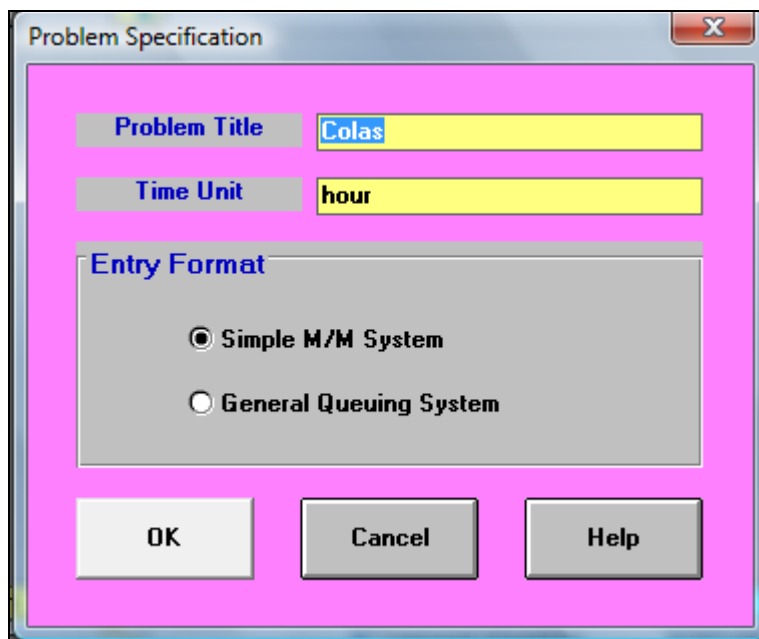 Problem Specification
Problem Title Colas
Time Unit hour
Entry Format
Simple M/M System
General Queuing System
OK Cancel Help